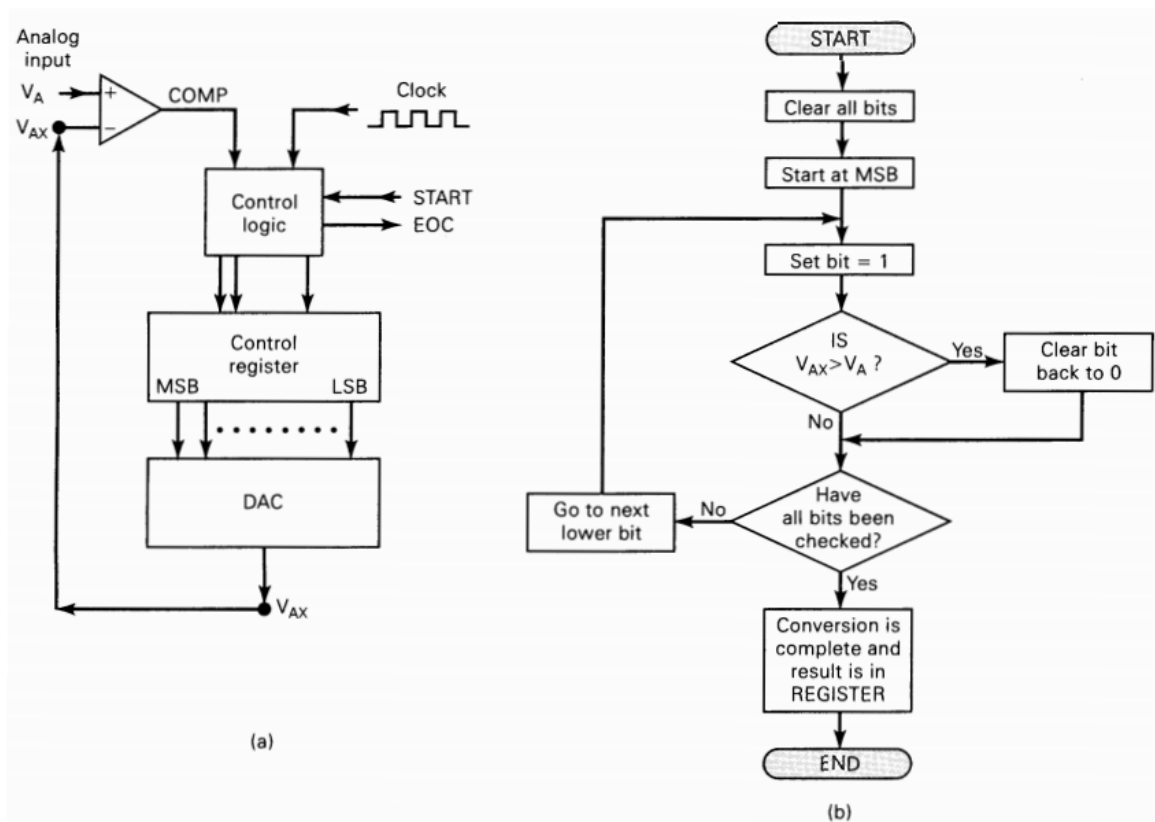 Analog
input
V_A
+
COMP
V_AX
−
Clock
Control
logic
START
EOC
Control
register
MSB
LSB
DAC
V_AX
(a)
START
Clear all bits
Start at MSB
Set bit = 1
IS
V_AX>V_A ?
Yes
Clear bit
back to 0
No
Have
all bits been
checked?
No
Go to next
lower bit
Yes
Conversion is
complete and
result is in
REGISTER
END
(b)